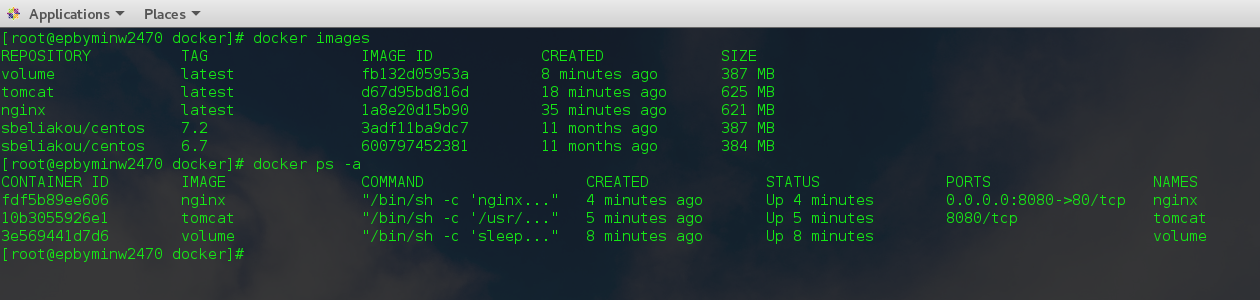 Applications Places
[root@epbyminw2470 docker]# docker images
REPOSITORY TAG IMAGE ID CREATED SIZE
volume latest fb132d05953a 8 minutes ago 387 MB
tomcat latest d67d95bd816d 18 minutes ago 625 MB
nginx latest 1a8e20d15b90 35 minutes ago 621 MB
sbeliakou/centos 7.2 3adf11ba9dc7 11 months ago 387 MB
sbeliakou/centos 6.7 600797452381 11 months ago 384 MB
[root@epbyminw2470 docker]# docker ps -a
CONTAINER ID IMAGE COMMAND CREATED STATUS PORTS NAMES
fdf5b89ee606 nginx "/bin/sh -c 'nginx..." 4 minutes ago Up 4 minutes 0.0.0.0:8080->80/tcp nginx
10b3055926e1 tomcat "/bin/sh -c '/usr/..." 5 minutes ago Up 5 minutes 8080/tcp tomcat
3e569441d7d6 volume "/bin/sh -c 'sleep..." 8 minutes ago Up 8 minutes volume
[root@epbyminw2470 docker]#